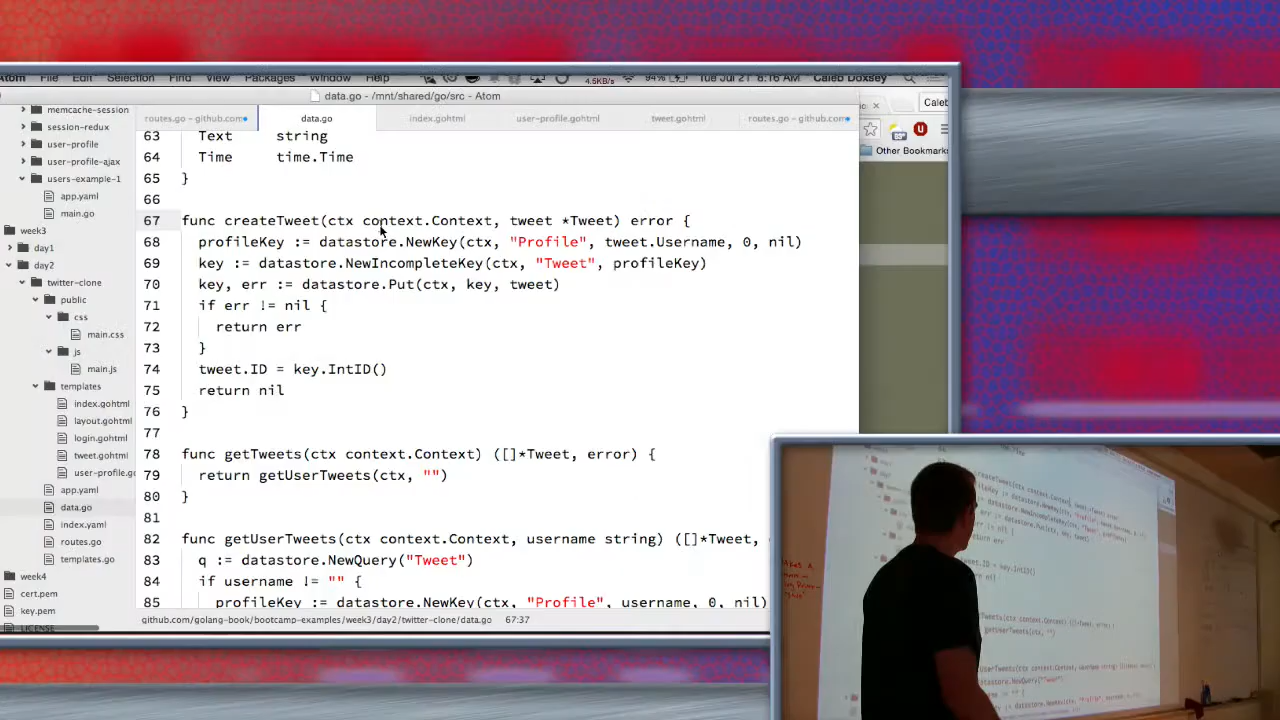 Atom File Edit Selection Find View Packages Window Help 4.5KB/s 94% Tue Jul 21 8:16 AM Caleb Doxsey
data.go - /mnt/shared/go/src - Atom
routes.go - github.com
data.go
index.gohtml
user-profile.gohtml
tweet.gohtml
routes.go - github.com
Caleb
Other Bookmarks
memcache-session
session-redux
user-profile
user-profile-ajax
users-example-1
app.yaml
main.go
week3
day1
day2
twitter-clone
public
css
main.css
js
main.js
templates
index.gohtml
layout.gohtml
login.gohtml
tweet.gohtml
user-profile.go
app.yaml
data.go
index.yaml
routes.go
templates.go
week4
cert.pem
key.pem
LICENSE
63 Text string
64 Time time.Time
65 }
66
67 func createTweet(ctx context.Context, tweet *Tweet) error {
68 profileKey := datastore.NewKey(ctx, "Profile", tweet.Username, 0, nil)
69 key := datastore.NewIncompleteKey(ctx, "Tweet", profileKey)
70 key, err := datastore.Put(ctx, key, tweet)
71 if err != nil {
72 return err
73 }
74 tweet.ID = key.IntID()
75 return nil
76 }
77
78 func getTweets(ctx context.Context) ([]*Tweet, error) {
79 return getUserTweets(ctx, "")
80 }
81
82 func getUserTweets(ctx context.Context, username string) ([]*Tweet,
83 q := datastore.NewQuery("Tweet")
84 if username != "" {
85 profileKey := datastore.NewKey(ctx, "Profile", username, 0, nil)
github.com/golang-book/bootcamp-examples/week3/day2/twitter-clone/data.go 67:37